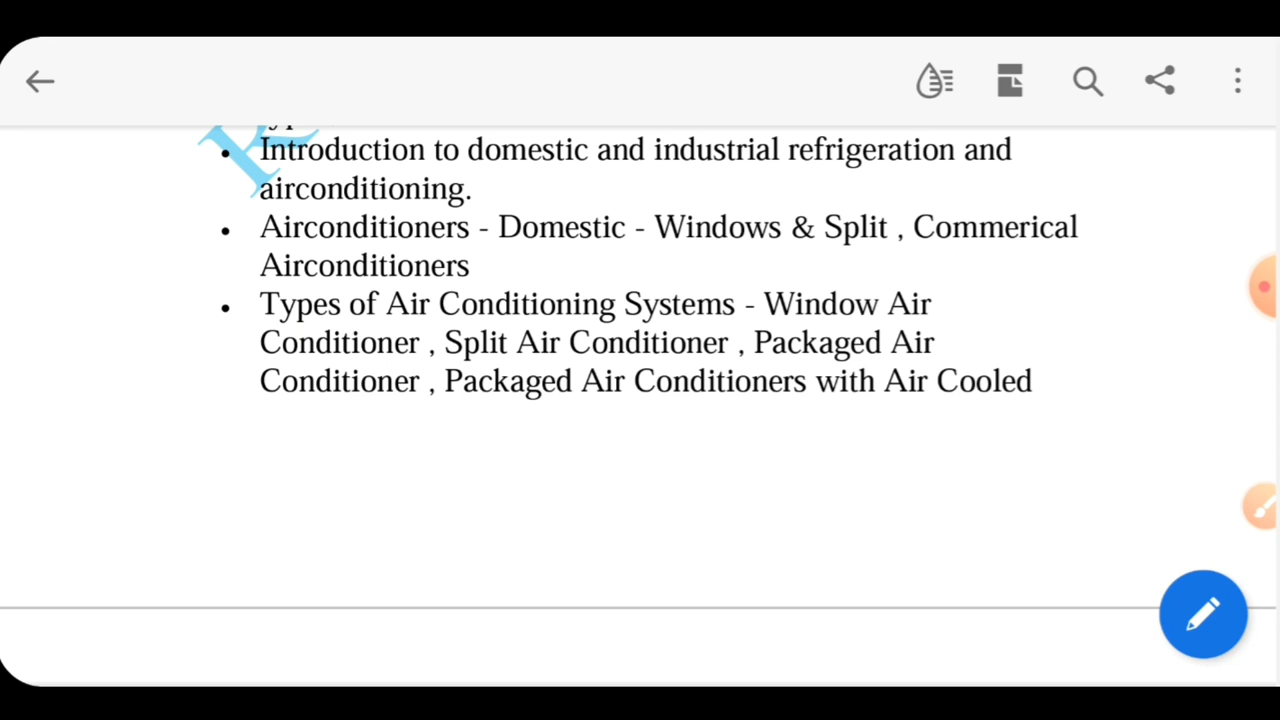 Introduction to domestic and industrial refrigeration and
airconditioning.
Airconditioners - Domestic - Windows & Split , Commerical
Airconditioners
Types of Air Conditioning Systems - Window Air
Conditioner , Split Air Conditioner , Packaged Air
Conditioner , Packaged Air Conditioners with Air Cooled